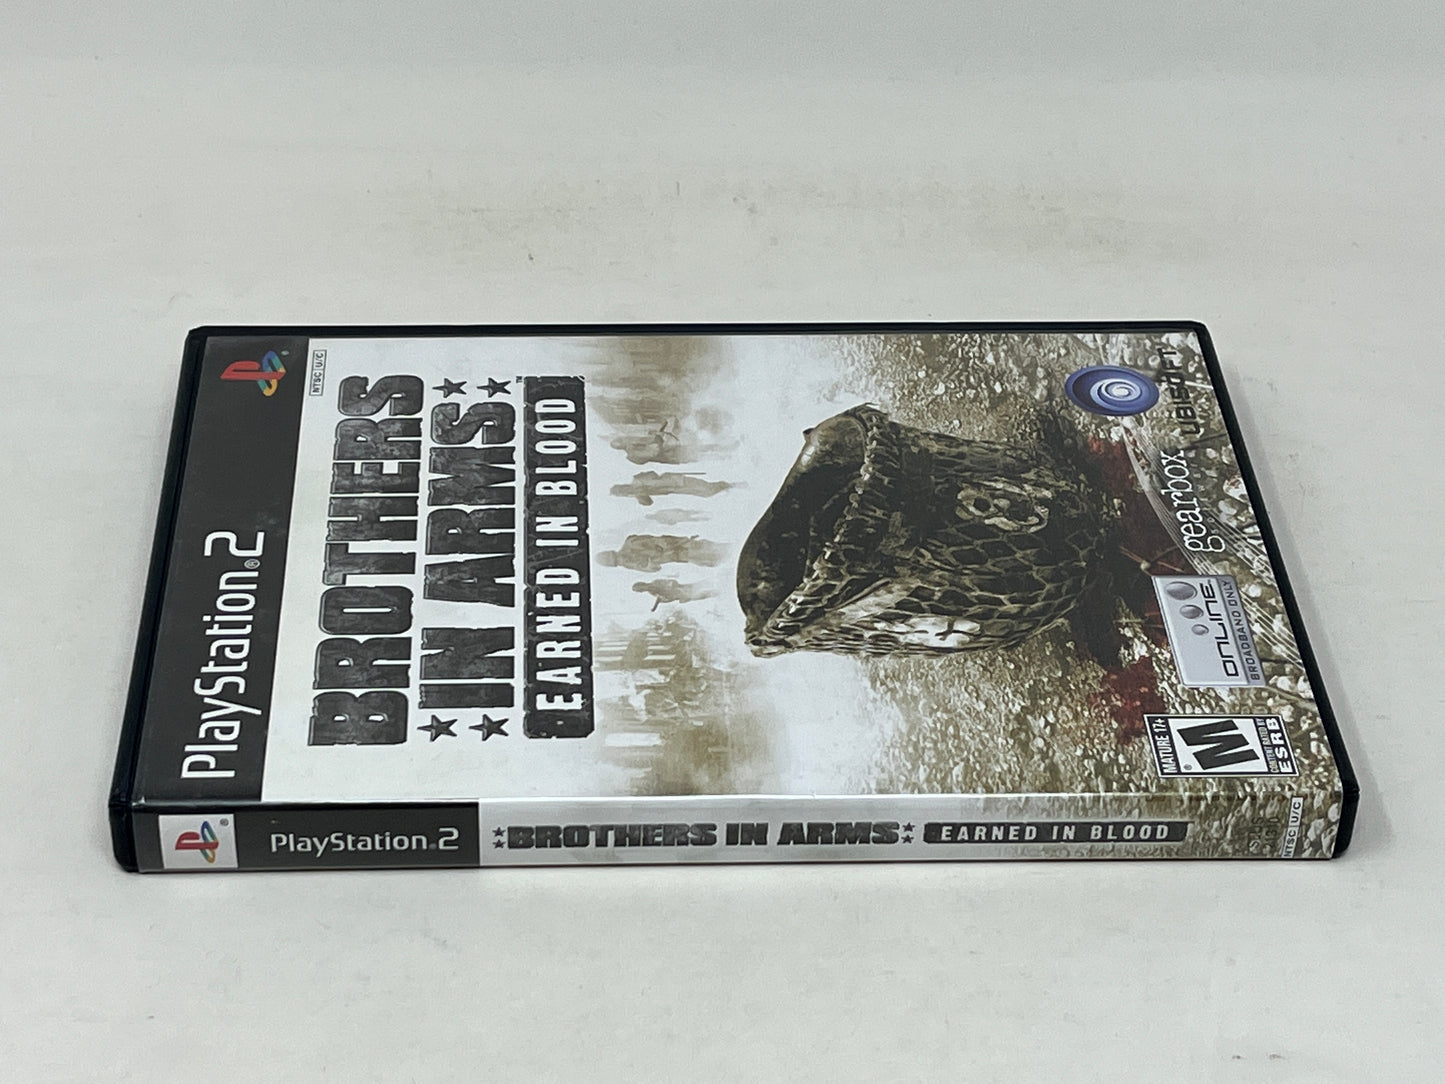 PlayStation®2
NTSC U/C
BROTHERS
IN ARMS
EARNED IN BLOOD™
UBISOFT
gearbox
ONLINE
BROADBAND ONLY
MATURE 17+
M
CONTENT RATED BY
ESRB
PlayStation®2
BROTHERS IN ARMS: EARNED IN BLOOD
NTSC U/C